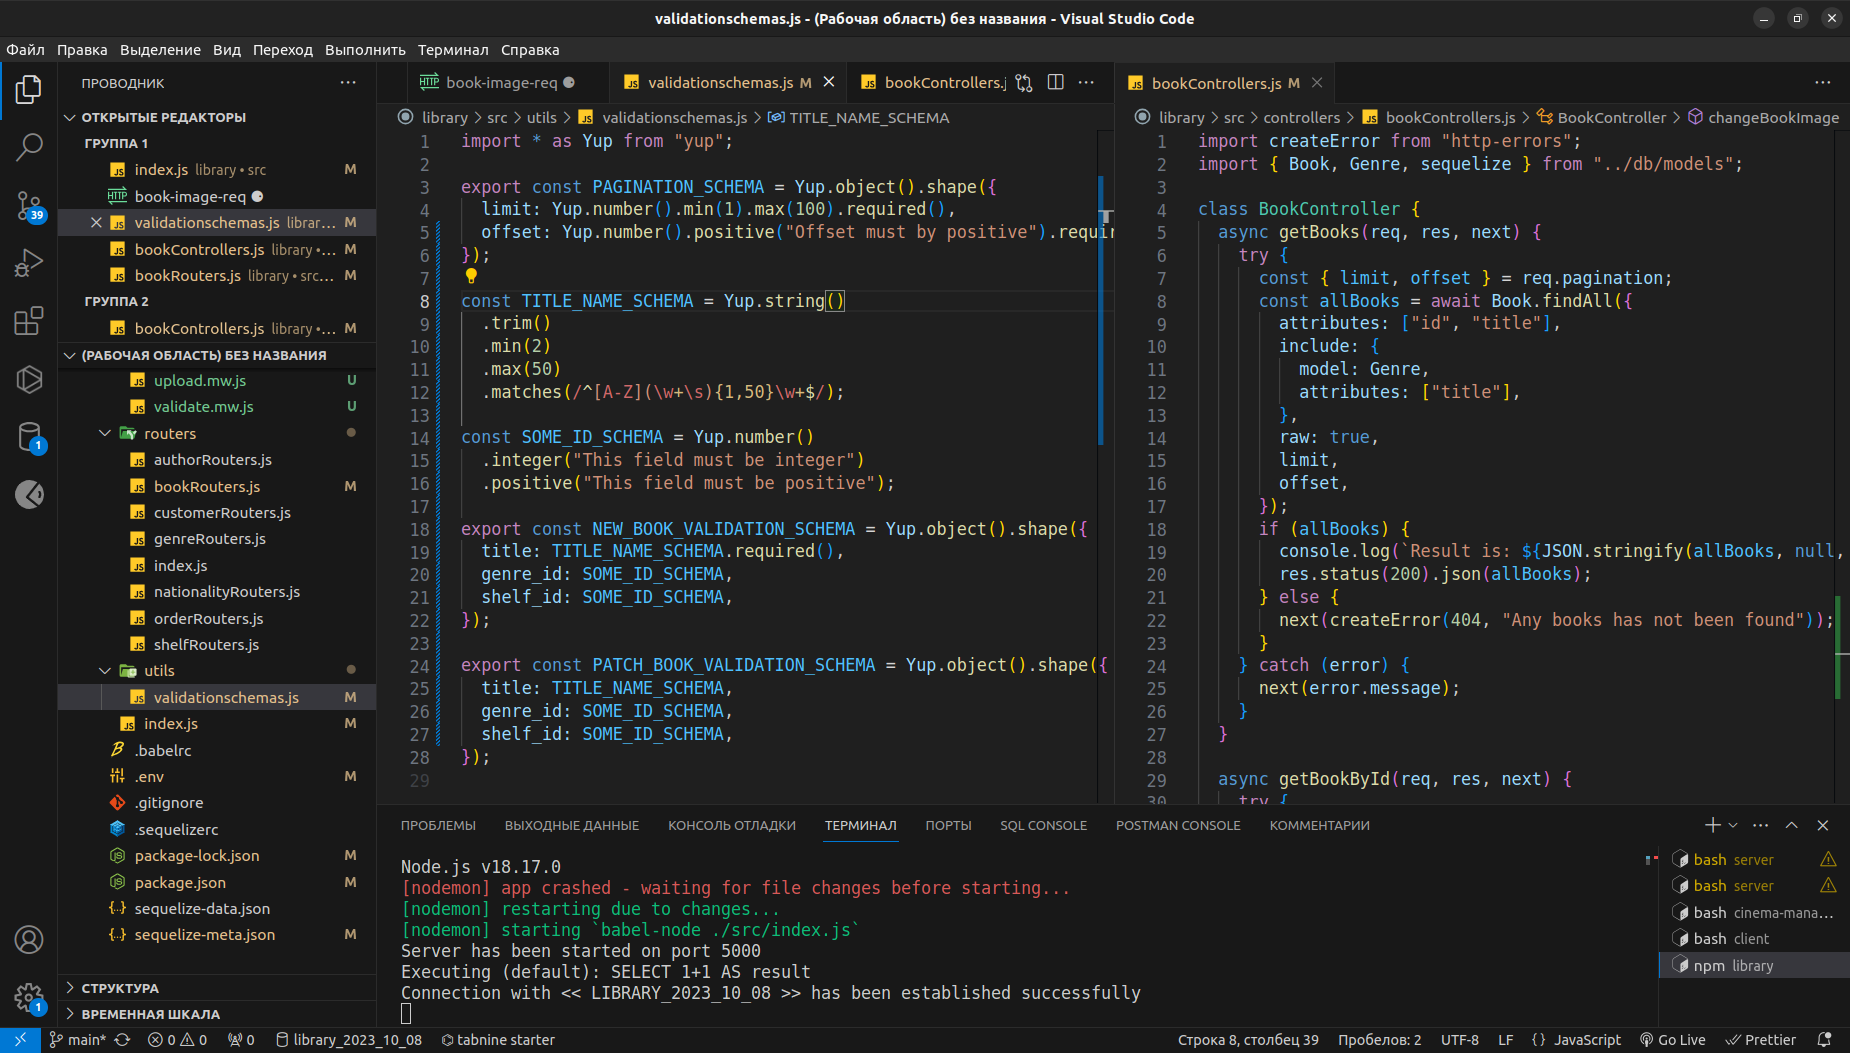 validationschemas.js - (Рабочая область) без названия - Visual Studio Code
Файл Правка Выделение Вид Переход Выполнить Терминал Справка
ПРОВОДНИК
ОТКРЫТЫЕ РЕДАКТОРЫ
ГРУППА 1
index.js library • src M
book-image-req
validationschemas.js librar... M
bookControllers.js library •... M
bookRouters.js library • src... M
ГРУППА 2
bookControllers.js library •... M
(РАБОЧАЯ ОБЛАСТЬ) БЕЗ НАЗВАНИЯ
upload.mw.js U
validate.mw.js U
routers
authorRouters.js
bookRouters.js M
customerRouters.js
genreRouters.js
index.js
nationalityRouters.js
orderRouters.js
shelfRouters.js
utils
validationschemas.js M
index.js M
.babelrc
.env M
.gitignore
.sequelizerc
package-lock.json M
package.json M
sequelize-data.json
sequelize-meta.json M
СТРУКТУРА
ВРЕМЕННАЯ ШКАЛА
39
1
1
HTTP book-image-req
JS validationschemas.js M
JS bookControllers.j
library > src > utils > JS validationschemas.js > TITLE_NAME_SCHEMA
1 import * as Yup from "yup";
2
3 export const PAGINATION_SCHEMA = Yup.object().shape({
4 limit: Yup.number().min(1).max(100).required(),
5 offset: Yup.number().positive("Offset must by positive").requir
6 });
7
8 const TITLE_NAME_SCHEMA = Yup.string()
9 .trim()
10 .min(2)
11 .max(50)
12 .matches(/^[A-Z](\w+\s){1,50}\w+$/);
13
14 const SOME_ID_SCHEMA = Yup.number()
15 .integer("This field must be integer")
16 .positive("This field must be positive");
17
18 export const NEW_BOOK_VALIDATION_SCHEMA = Yup.object().shape({
19 title: TITLE_NAME_SCHEMA.required(),
20 genre_id: SOME_ID_SCHEMA,
21 shelf_id: SOME_ID_SCHEMA,
22 });
23
24 export const PATCH_BOOK_VALIDATION_SCHEMA = Yup.object().shape({
25 title: TITLE_NAME_SCHEMA,
26 genre_id: SOME_ID_SCHEMA,
27 shelf_id: SOME_ID_SCHEMA,
28 });
29
JS bookControllers.js M
library > src > controllers > JS bookControllers.js > BookController > changeBookImage
1 import createError from "http-errors";
2 import { Book, Genre, sequelize } from "../db/models";
3
4 class BookController {
5 async getBooks(req, res, next) {
6 try {
7 const { limit, offset } = req.pagination;
8 const allBooks = await Book.findAll({
9 attributes: ["id", "title"],
10 include: {
11 model: Genre,
12 attributes: ["title"],
13 },
14 raw: true,
15 limit,
16 offset,
17 });
18 if (allBooks) {
19 console.log(`Result is: ${JSON.stringify(allBooks, null,
20 res.status(200).json(allBooks);
21 } else {
22 next(createError(404, "Any books has not been found"));
23 }
24 } catch (error) {
25 next(error.message);
26 }
27 }
28
29 async getBookById(req, res, next) {
30 try {
ПРОБЛЕМЫ ВЫХОДНЫЕ ДАННЫЕ КОНСОЛЬ ОТЛАДКИ ТЕРМИНАЛ ПОРТЫ SQL CONSOLE POSTMAN CONSOLE КОММЕНТАРИИ
Node.js v18.17.0
[nodemon] app crashed - waiting for file changes before starting...
[nodemon] restarting due to changes...
[nodemon] starting `babel-node ./src/index.js`
Server has been started on port 5000
Executing (default): SELECT 1+1 AS result
Connection with << LIBRARY_2023_10_08 >> has been established successfully
bash server
bash server
bash cinema-mana...
bash client
npm library
main* 0 0 0 library_2023_10_08 tabnine starter Строка 8, столбец 39 Пробелов: 2 UTF-8 LF {} JavaScript Go Live Prettier